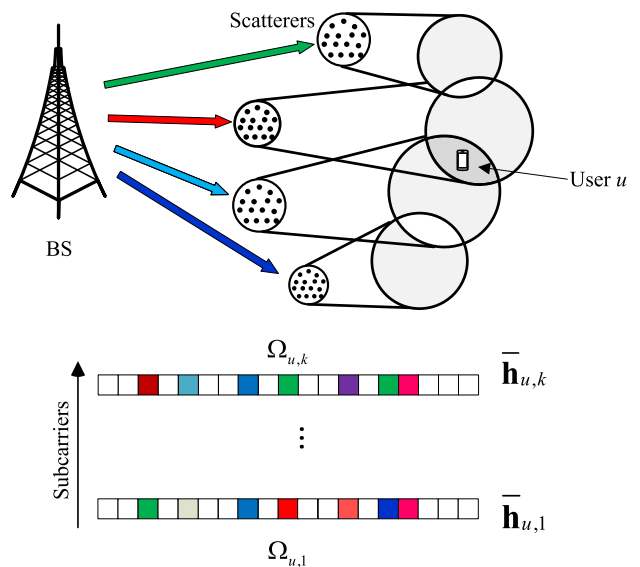 Scatterers
User u
BS
Ω_{u,k}
h̅_{u,k}
Subcarriers
⋮
h̅_{u,1}
Ω_{u,1}